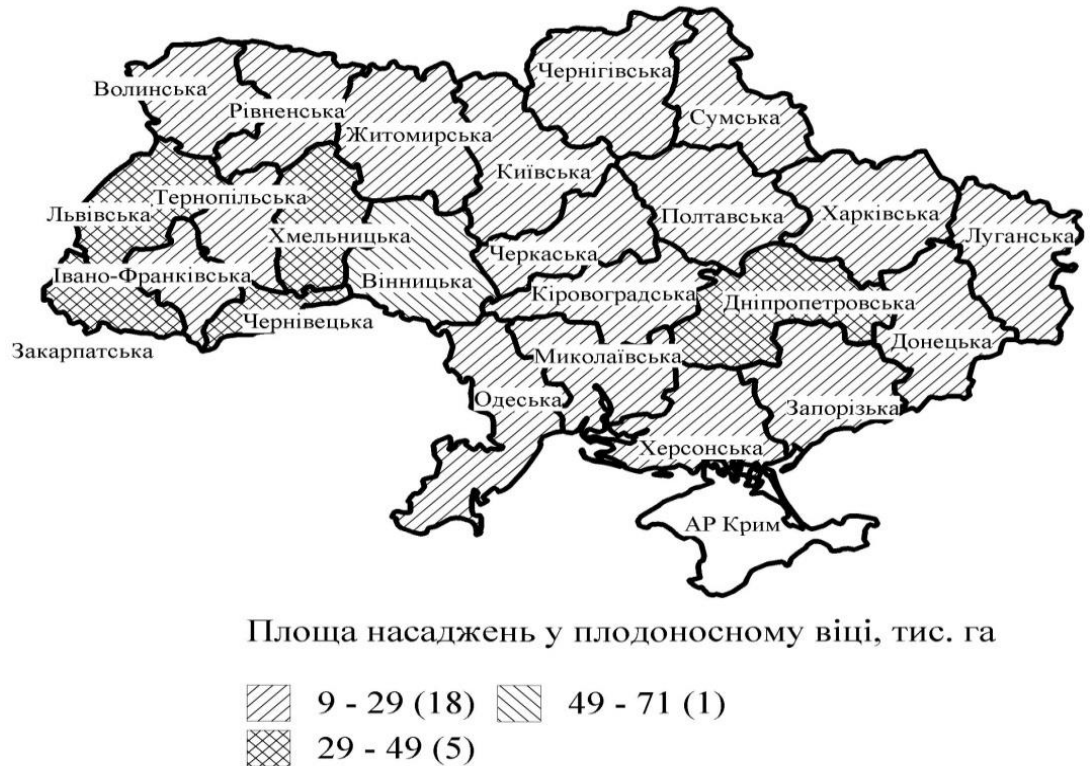 Чернігівська
Волинська
Рівненська
Сумська
Житомирська
Київська
Тернопільська
Львівська
Полтавська
Харківська
Хмельницька
Луганська
Черкаська
Івано-Франківська
Вінницька
Кіровоградська
Дніпропетровська
Чернівецька
Донецька
Закарпатська
Миколаївська
Одеська
Запорізька
Херсонська
АР Крим
Площа насаджень у плодоносному віці, тис. га
9 - 29 (18) 49 - 71 (1)
29 - 49 (5)